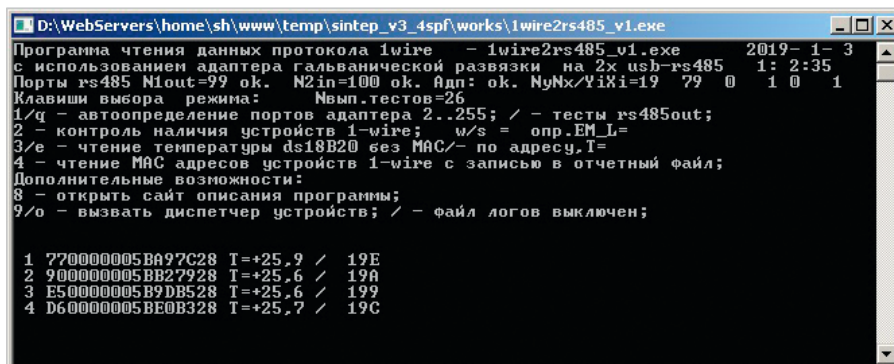 D:\WebServers\home\sh\www\temp\sintep_v3_4spf\works\1wire2rs485_v1.exe
Программа чтения данных протокола 1wire - 1wire2rs485_v1.exe 2019- 1- 3
с использованием адаптера гальванической развязки на 2x usb-rs485 1: 2:35
Порты rs485 N1out=99 ok. N2in=100 ok. Адп: ok. NyNx/YiXi=19 79 0 1 0 1
Клавиши выбора режима: Nвып.тестов=26
1/q - автоопределение портов адаптера 2..255; / - тесты rs485out;
2 - контроль наличия устройств 1-wire; w/s = опр.EM_L=
3/e - чтение температуры ds18B20 без MAC/- по адресу,T=
4 - чтение MAC адресов устройств 1-wire с записью в отчетный файл;
Дополнительные возможности:
8 - открыть сайт описания программы;
9/o - вызвать диспетчер устройств; / - файл логов выключен;
1 770000005BA97C28 T=+25,9 / 19E
2 900000005BB27928 T=+25,6 / 19A
3 E50000005B9DB528 T=+25,6 / 199
4 D60000005BE0B328 T=+25,7 / 19C